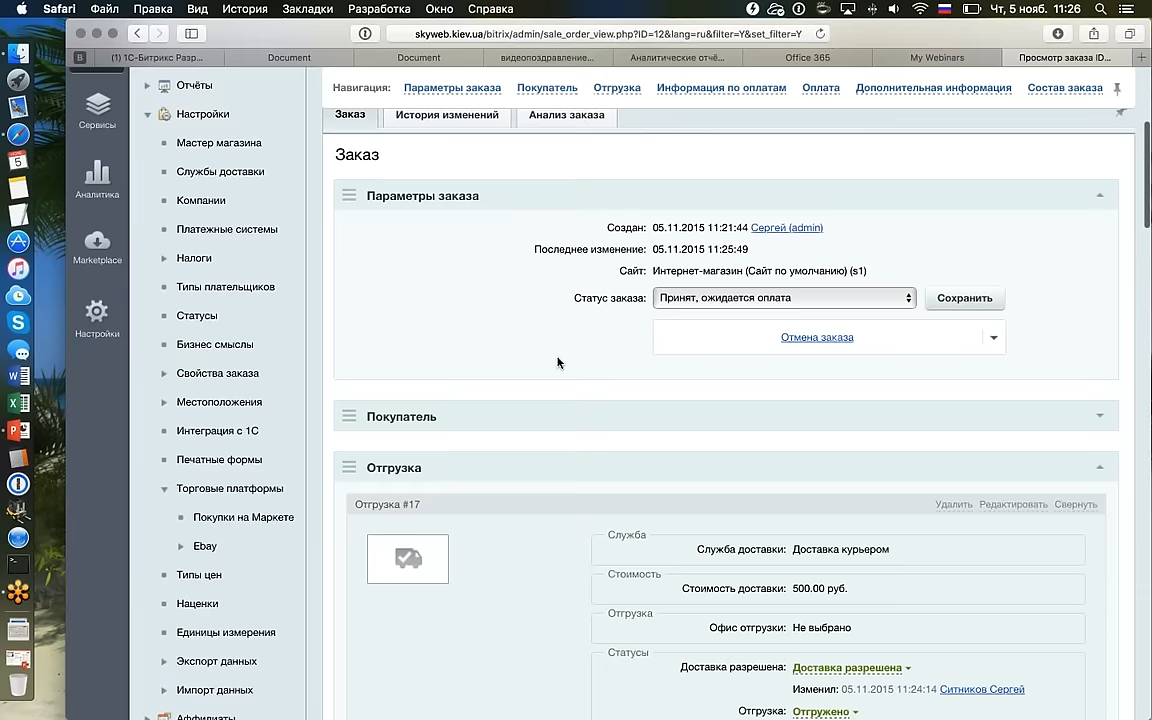 Safari Файл Правка Вид История Закладки Разработка Окно Справка Чт, 5 нояб. 11:26
skyweb.kiev.ua/bitrix/admin/sale_order_view.php?ID=12&lang=ru&filter=Y&set_filter=Y
(1) 1С-Битрикс Разр... Document Document видеопоздравление... Аналитические отчё... Office 365 My Webinars Просмотр заказа ID...
Сервисы
Аналитика
Marketplace
Настройки
Отчёты
Настройки
Мастер магазина
Службы доставки
Компании
Платежные системы
Налоги
Типы плательщиков
Статусы
Бизнес смыслы
Свойства заказа
Местоположения
Интеграция с 1С
Печатные формы
Торговые платформы
Покупки на Маркете
Ebay
Типы цен
Наценки
Единицы измерения
Экспорт данных
Импорт данных
Аффилиаты
Навигация: Параметры заказа Покупатель Отгрузка Информация по оплатам Оплата Дополнительная информация Состав заказа
Заказ История изменений Анализ заказа
Заказ
Параметры заказа
Создан: 05.11.2015 11:21:44 Сергей (admin)
Последнее изменение: 05.11.2015 11:25:49
Сайт: Интернет-магазин (Сайт по умолчанию) (s1)
Статус заказа: Принят, ожидается оплата Сохранить
Отмена заказа
Покупатель
Отгрузка
Отгрузка #17 Удалить Редактировать Свернуть
Служба
Служба доставки: Доставка курьером
Стоимость
Стоимость доставки: 500.00 руб.
Отгрузка
Офис отгрузки: Не выбрано
Статусы
Доставка разрешена: Доставка разрешена
Изменил: 05.11.2015 11:24:14 Ситников Сергей
Отгрузка: Отгружено